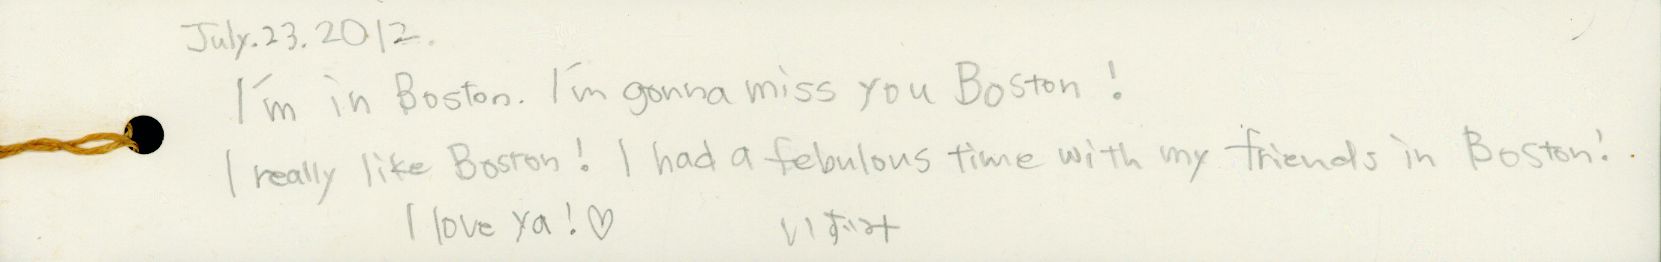 July.23.2012.
I'm in Boston. I'm gonna miss you Boston!
I really like Boston! I had a febulous time with my friends in Boston!
I love ya!♡ いずみ